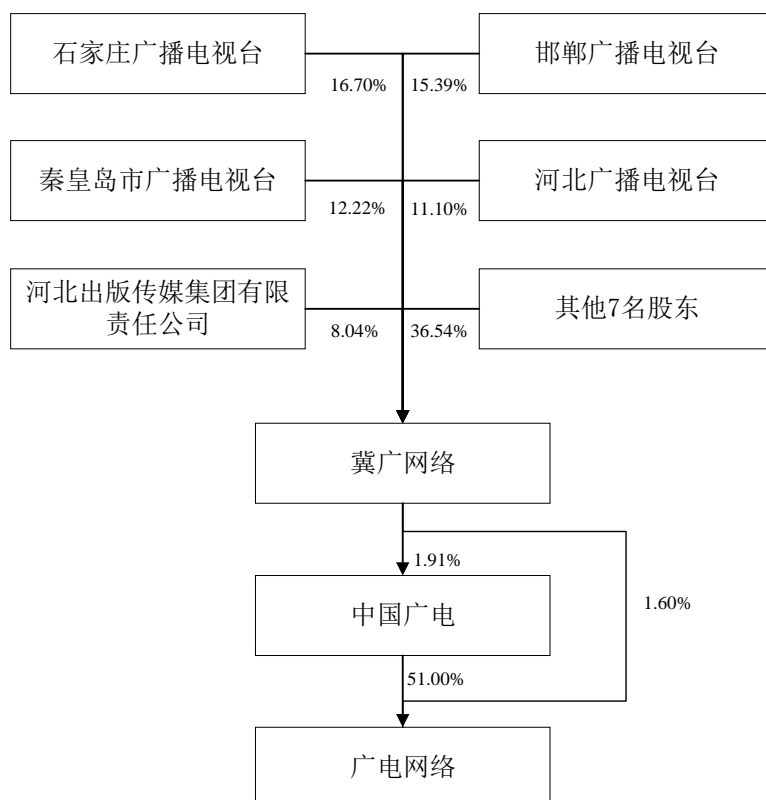 石家庄广播电视台
邯郸广播电视台
16.70%
15.39%
秦皇岛市广播电视台
河北广播电视台
12.22%
11.10%
河北出版传媒集团有限
责任公司
其他7名股东
8.04%
36.54%
冀广网络
1.91%
中国广电
1.60%
51.00%
广电网络